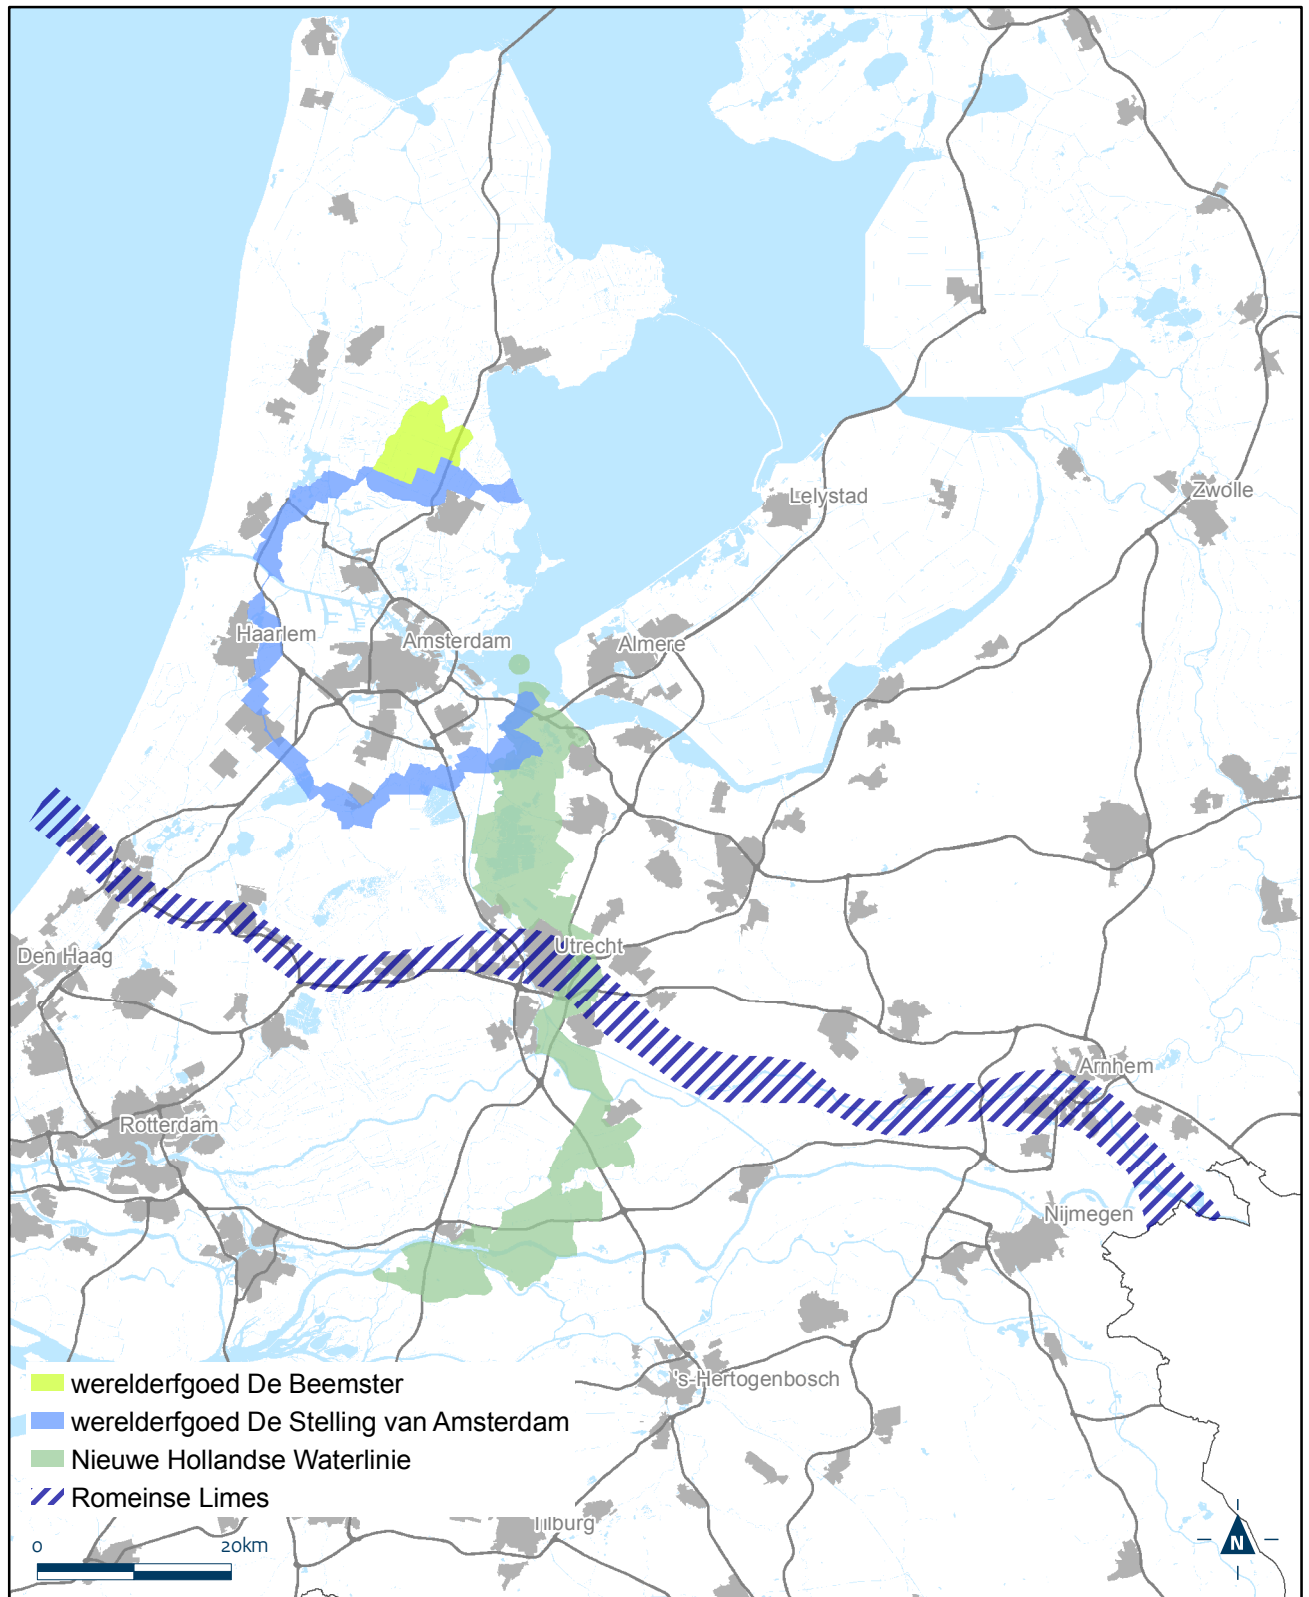 Lelystad
Zwolle
Haarlem
Amsterdam
Almere
Utrecht
Den Haag
Arnhem
Rotterdam
Nijmegen
's-Hertogenbosch
werelderfgoed De Beemster
werelderfgoed De Stelling van Amsterdam
Nieuwe Hollandse Waterlinie
Romeinse Limes
Tilburg
0 20km
N